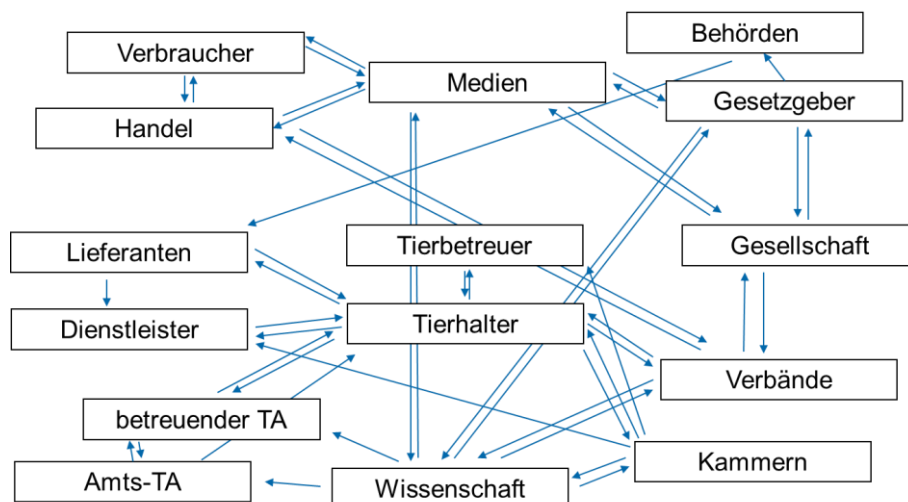 Behörden
Verbraucher
Medien
Gesetzgeber
Handel
Lieferanten
Tierbetreuer
Gesellschaft
Dienstleister
Tierhalter
Verbände
betreuender TA
Kammern
Amts-TA
Wissenschaft